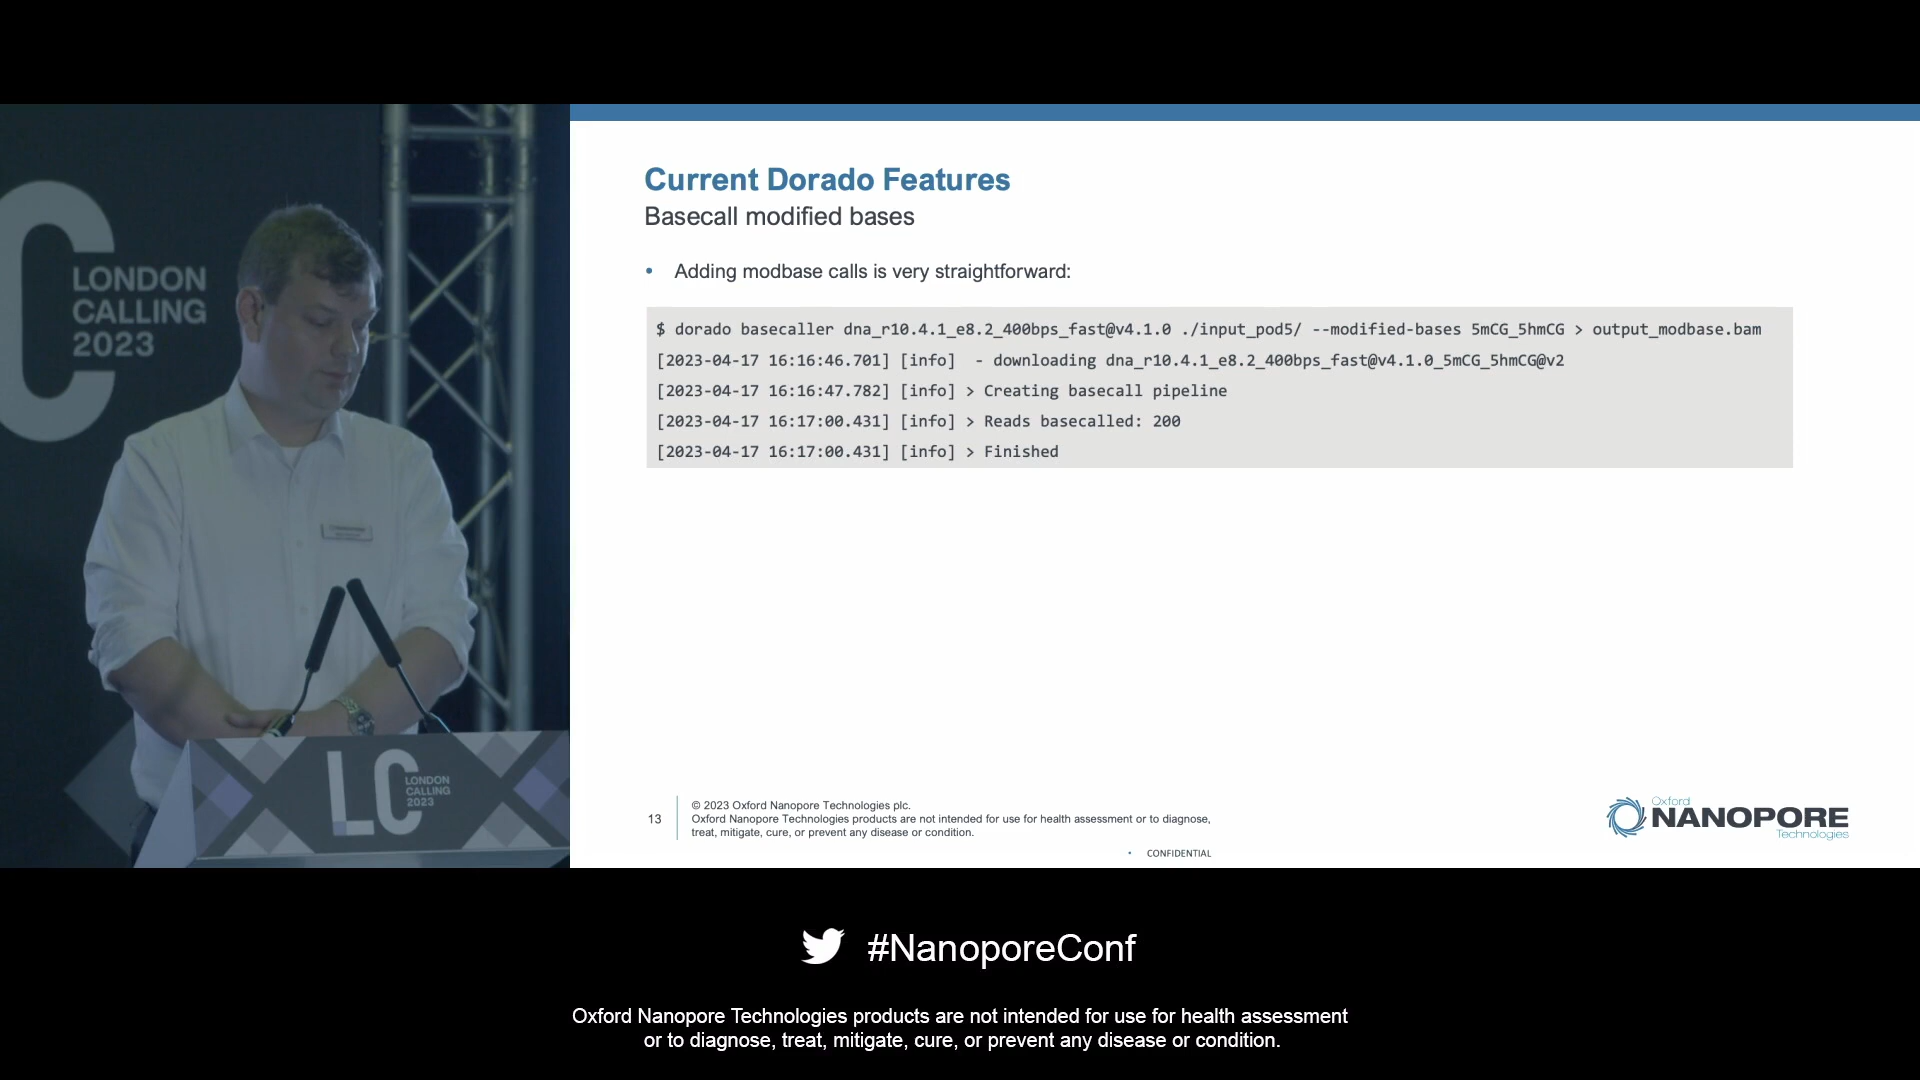 LONDON
CALLING
2023
LC
LONDON
CALLING
2023
Current Dorado Features
Basecall modified bases
• Adding modbase calls is very straightforward:
$ dorado basecaller dna_r10.4.1_e8.2_400bps_fast@v4.1.0 ./input_pod5/ --modified-bases 5mCG_5hmCG > output_modbase.bam
[2023-04-17 16:16:46.701] [info]  - downloading dna_r10.4.1_e8.2_400bps_fast@v4.1.0_5mCG_5hmCG@v2
[2023-04-17 16:16:47.782] [info] > Creating basecall pipeline
[2023-04-17 16:17:00.431] [info] > Reads basecalled: 200
[2023-04-17 16:17:00.431] [info] > Finished
13
© 2023 Oxford Nanopore Technologies plc.
Oxford Nanopore Technologies products are not intended for use for health assessment or to diagnose,
treat, mitigate, cure, or prevent any disease or condition.
• CONFIDENTIAL
Oxford
NANOPORE
Technologies
#NanoporeConf
Oxford Nanopore Technologies products are not intended for use for health assessment
or to diagnose, treat, mitigate, cure, or prevent any disease or condition.